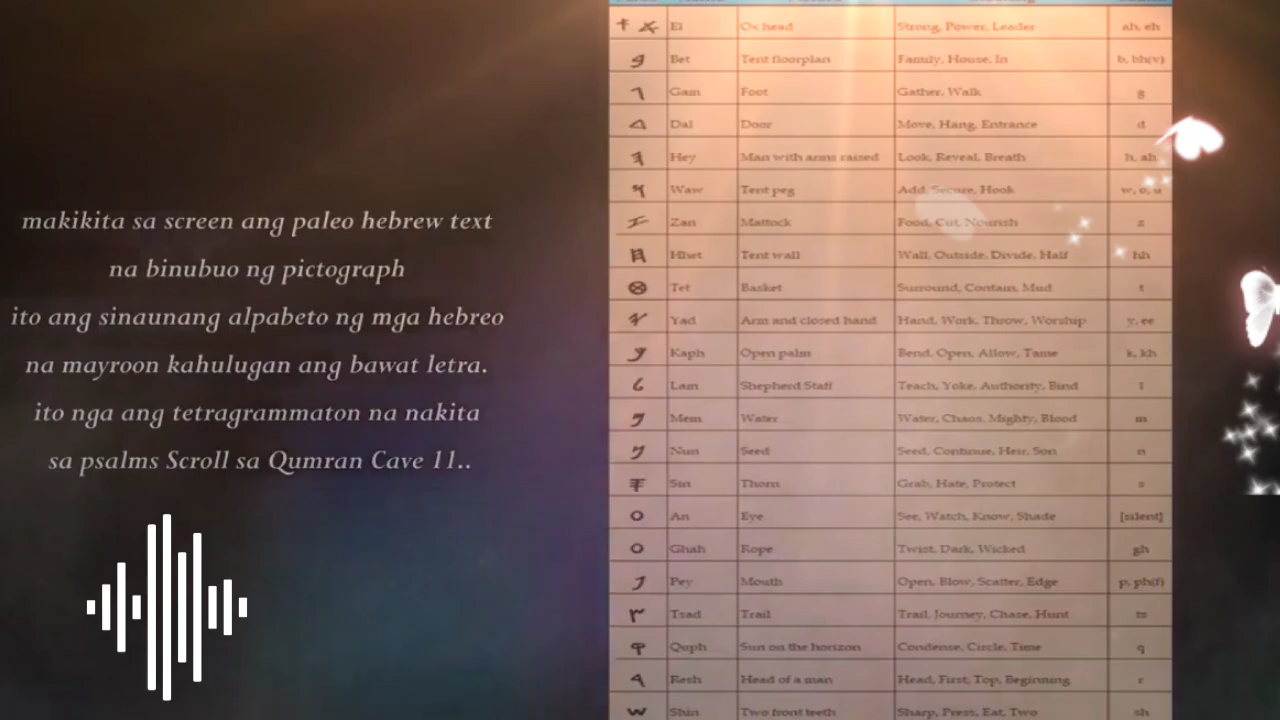 makikita sa screen ang paleo hebrew text
na binubuo ng pictograph
ito ang sinaunang alpabeto ng mga hebreo
na mayroon kahulugan ang bawat letra.
ito nga ang tetragrammaton na nakita
sa psalms Scroll sa Qumran Cave 11..
El Ox head Strong, Power, Leader ah, eh
Bet Tent floorplan Family, House, In b, bh(v)
Gam Foot Gather, Walk g
Dal Door Move, Hang, Entrance d
Hey Man with arms raised Look, Reveal, Breath h, ah
Waw Tent peg Add, Secure, Hook w, o, u
Zan Mattock Food, Cut, Nourish z
Hhet Tent wall Wall, Outside, Divide, Half hh
Tet Basket Surround, Contain, Mud t
Yad Arm and closed hand Hand, Work, Throw, Worship y, ee
Kaph Open palm Bend, Open, Allow, Tame k, kh
Lam Shepherd Staff Teach, Yoke, Authority, Bind l
Mem Water Water, Chaos, Mighty, Blood m
Nun Seed Seed, Continue, Heir, Son n
Sin Thorn Grab, Hate, Protect s
An Eye See, Watch, Know, Shade [silent]
Ghah Rope Twist, Dark, Wicked gh
Pey Mouth Open, Blow, Scatter, Edge p, ph(f)
Tsad Trail Trail, Journey, Chase, Hunt ts
Quph Sun on the horizon Condense, Circle, Time q
Resh Head of a man Head, First, Top, Beginning r
Shin Two front teeth Sharp, Press, Eat, Two sh